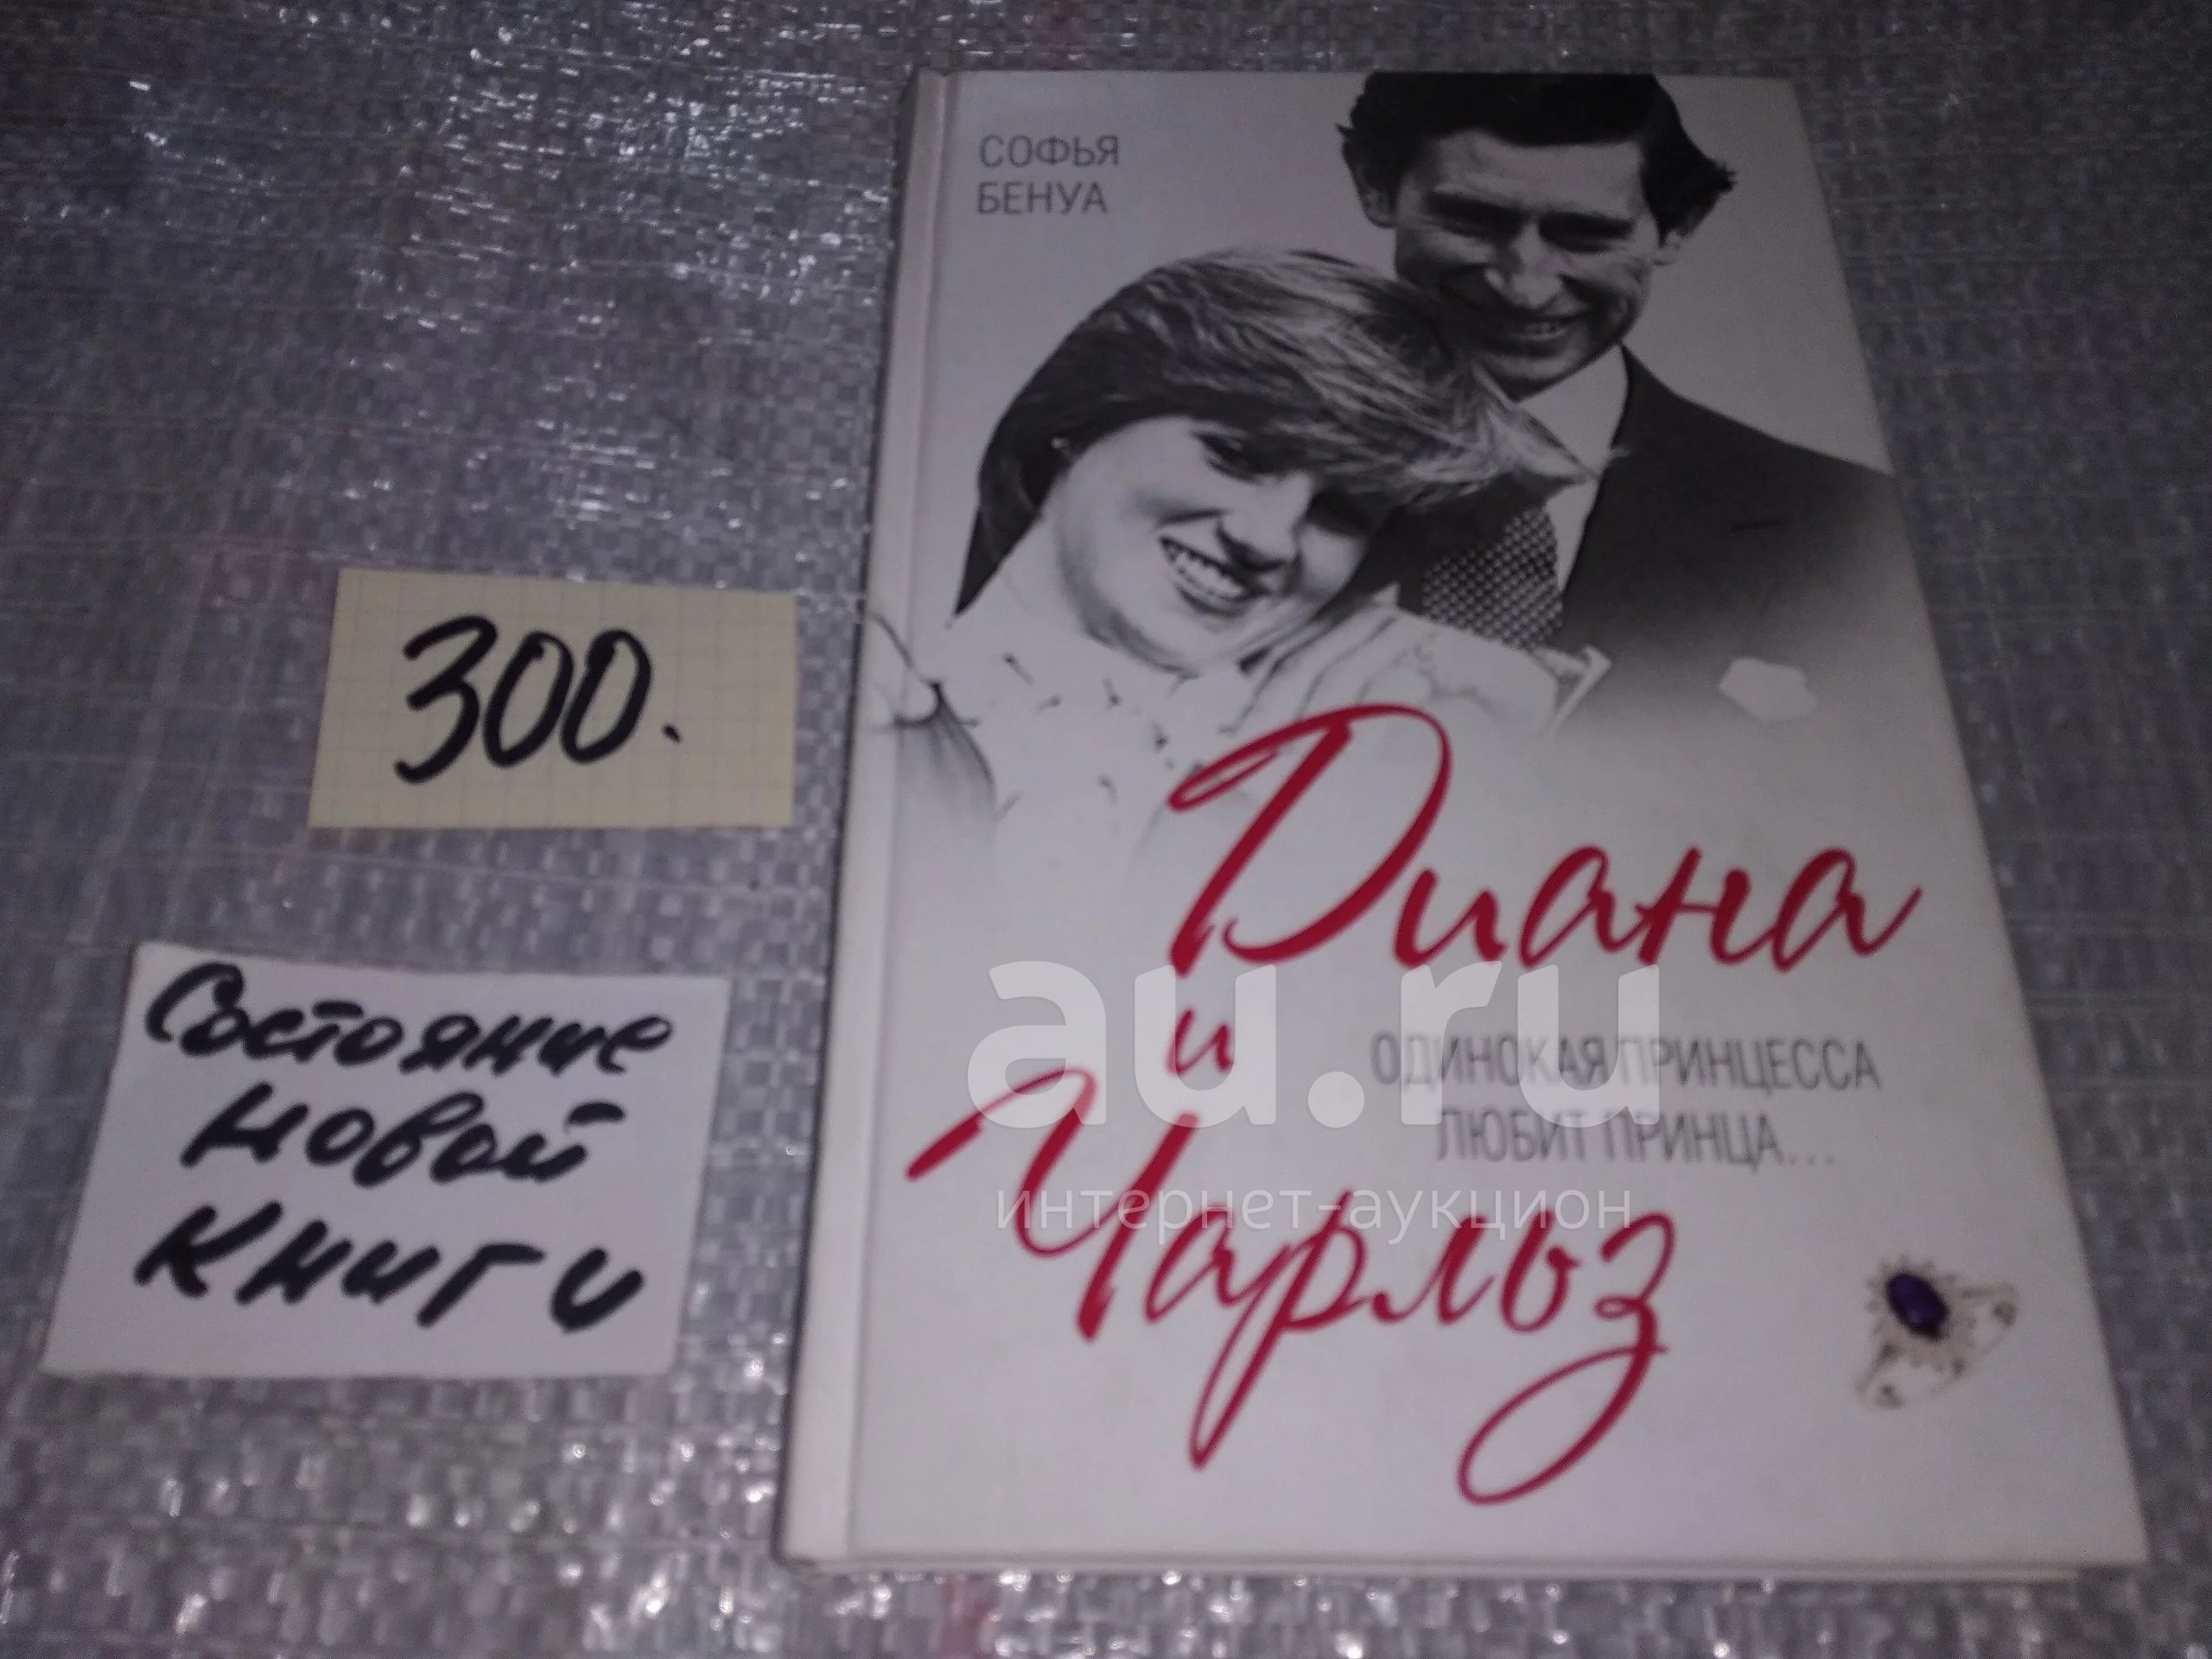 СОФЬЯ
БЕНУА
300.
Диана
и
Чарльз
ОДИНОКАЯ ПРИНЦЕССА
ЛЮБИТ ПРИНЦА...
Состояние
новой
книги
au.ru
интернет-аукцион